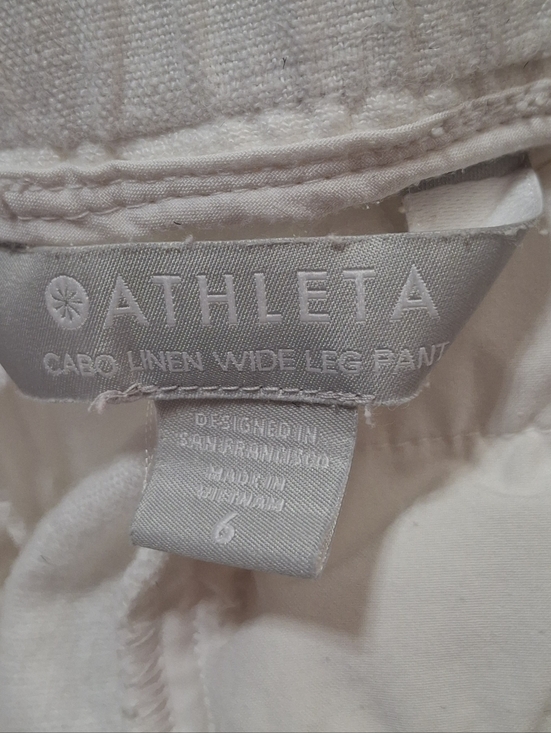 ATHLETA
CABO LINEN WIDE LEG PANT
DESIGNED IN
SAN FRANCISCO
MADE IN
VIETNAM
6